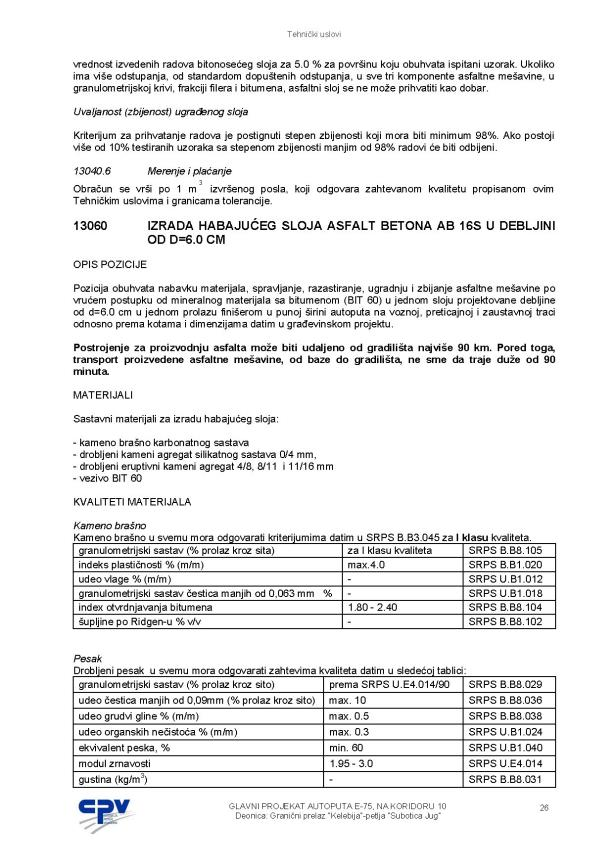 Tehnički uslovi
vrednost izvedenih radova bitonosećeg sloja za 5.0 % za površinu koju obuhvata ispitani uzorak. Ukoliko
ima više odstupanja, od standardom dopuštenih odstupanja, u sve tri komponente asfaltne mešavine, u
granulometrijskoj krivi, frakciji filera i bitumena, asfaltni sloj se ne može prihvatiti kao dobar.
Uvaljanost (zbijenost) ugrađenog sloja
Kriterijum za prihvatanje radova je postignuti stepen zbijenosti koji mora biti minimum 98%. Ako postoji
više od 10% testiranih uzoraka sa stepenom zbijenosti manjim od 98% radovi će biti odbijeni.
13040.6 Merenje i plaćanje
Obračun se vrši po 1 m3 izvršenog posla, koji odgovara zahtevanom kvalitetu propisanom ovim
Tehničkim uslovima i granicama tolerancije.
13060 IZRADA HABAJUĆEG SLOJA ASFALT BETONA AB 16S U DEBLJINI
OD D=6.0 CM
OPIS POZICIJE
Pozicija obuhvata nabavku materijala, spravljanje, razastiranje, ugradnju i zbijanje asfaltne mešavine po
vrućem postupku od mineralnog materijala sa bitumenom (BIT 60) u jednom sloju projektovane debljine
od d=6.0 cm u jednom prolazu finišerom u punoj širini autoputa na voznoj, preticajnoj i zaustavnoj traci
odnosno prema kotama i dimenzijama datim u građevinskom projektu.
Postrojenje za proizvodnju asfalta može biti udaljeno od gradilišta najviše 90 km. Pored toga,
transport proizvedene asfaltne mešavine, od baze do gradilišta, ne sme da traje duže od 90
minuta.
MATERIJALI
Sastavni materijali za izradu habajućeg sloja:
- kameno brašno karbonatnog sastava
- drobljeni kameni agregat silikatnog sastava 0/4 mm,
- drobljeni eruptivni kameni agregat 4/8, 8/11 i 11/16 mm
- vezivo BIT 60
KVALITETI MATERIJALA
Kameno brašno
Kameno brašno u svemu mora odgovarati kriterijumima datim u SRPS B.B3.045 za I klasu kvaliteta.
granulometrijski sastav (% prolaz kroz sita) za I klasu kvaliteta SRPS B.B8.105
indeks plastičnosti % (m/m) max.4.0 SRPS B.B1.020
udeo vlage % (m/m) - SRPS U.B1.012
granulometrijski sastav čestica manjih od 0,063 mm % - SRPS U.B1.018
index otvrdnjavanja bitumena 1.80 - 2.40 SRPS B.B8.104
šupljine po Ridgen-u % v/v - SRPS B.B8.102
Pesak
Drobljeni pesak u svemu mora odgovarati zahtevima kvaliteta datim u sledećoj tablici:
granulometrijski sastav (% prolaz kroz sito) prema SRPS U.E4.014/90 SRPS B.B8.029
udeo čestica manjih od 0,09mm (% prolaz kroz sito) max. 10 SRPS B.B8.036
udeo grudvi gline % (m/m) max. 0.5 SRPS B.B8.038
udeo organskih nečistoća % (m/m) max. 0.3 SRPS U.B1.024
ekvivalent peska, % min. 60 SRPS U.B1.040
modul zrnavosti 1.95 - 3.0 SRPS U.E4.014
gustina (kg/m3) - SRPS B.B8.031
CPV
GLAVNI PROJEKAT AUTOPUTA E-75, NA KORIDORU 10
Deonica: Granični prelaz "Kelebija"-petlja "Subotica Jug"
26